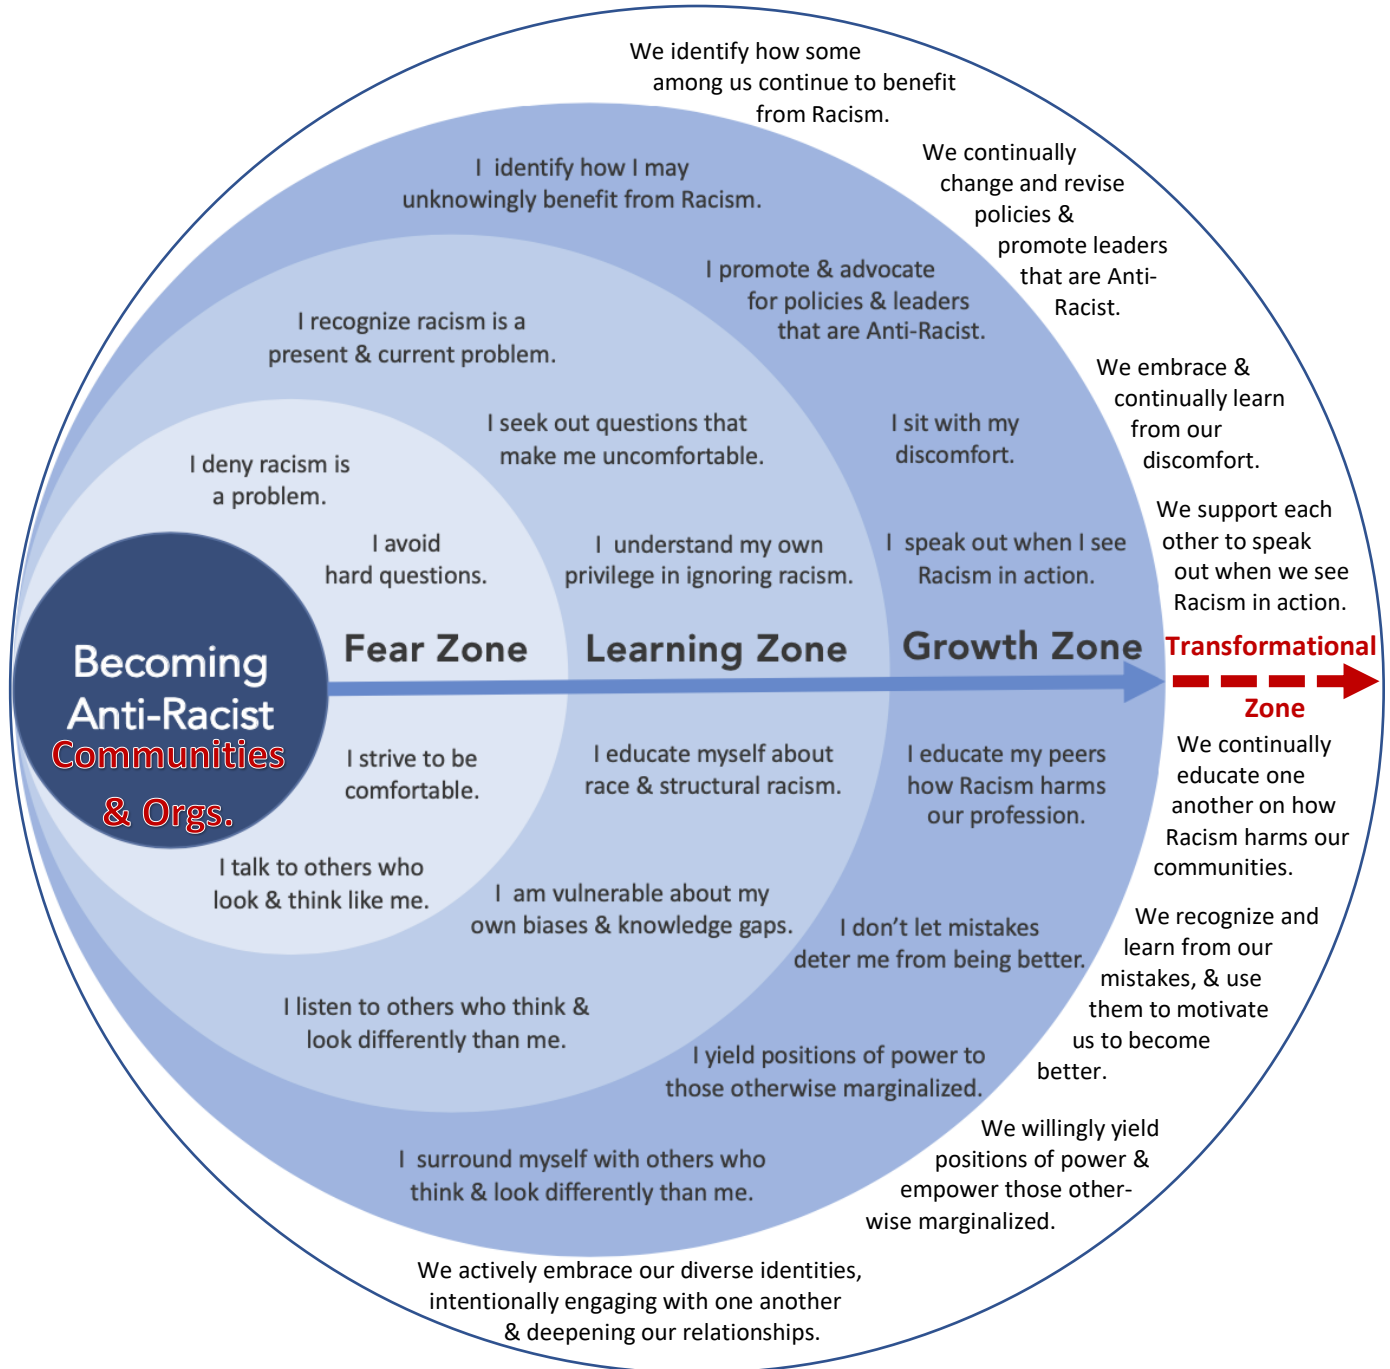 We identify how some
among us continue to benefit
from Racism.
We continually
change and revise
policies &
promote leaders
that are Anti-
Racist.
We embrace &
continually learn
from our
discomfort.
We support each
other to speak
out when we see
Racism in action.
Transformational
Zone
We continually
educate one
another on how
Racism harms our
communities.
We recognize and
learn from our
mistakes, & use
them to motivate
us to become
better.
We willingly yield
positions of power &
empower those other-
wise marginalized.
We actively embrace our diverse identities,
intentionally engaging with one another
& deepening our relationships.
I identify how I may
unknowingly benefit from Racism.
I promote & advocate
for policies & leaders
that are Anti-Racist.
I sit with my
discomfort.
I speak out when I see
Racism in action.
Growth Zone
I educate my peers
how Racism harms
our profession.
I don't let mistakes
deter me from being better.
I yield positions of power to
those otherwise marginalized.
I surround myself with others who
think & look differently than me.
I recognize racism is a
present & current problem.
I seek out questions that
make me uncomfortable.
I understand my own
privilege in ignoring racism.
Learning Zone
I educate myself about
race & structural racism.
I am vulnerable about my
own biases & knowledge gaps.
I listen to others who think &
look differently than me.
I deny racism is
a problem.
I avoid
hard questions.
Fear Zone
I strive to be
comfortable.
I talk to others who
look & think like me.
Becoming
Anti-Racist
Communities
& Orgs.